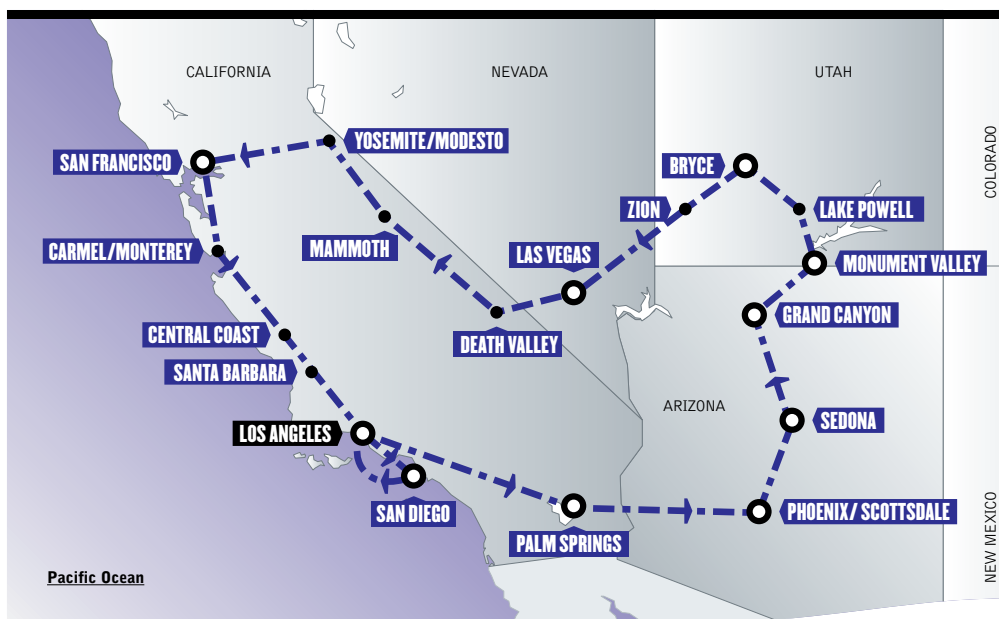 CALIFORNIA
NEVADA
UTAH
COLORADO
YOSEMITE/MODESTO
SAN FRANCISCO
BRYCE
ZION
LAKE POWELL
CARMEL/MONTEREY
MAMMOTH
LAS VEGAS
MONUMENT VALLEY
GRAND CANYON
CENTRAL COAST
DEATH VALLEY
SANTA BARBARA
ARIZONA
LOS ANGELES
SEDONA
SAN DIEGO
PHOENIX/ SCOTTSDALE
PALM SPRINGS
NEW MEXICO
Pacific Ocean